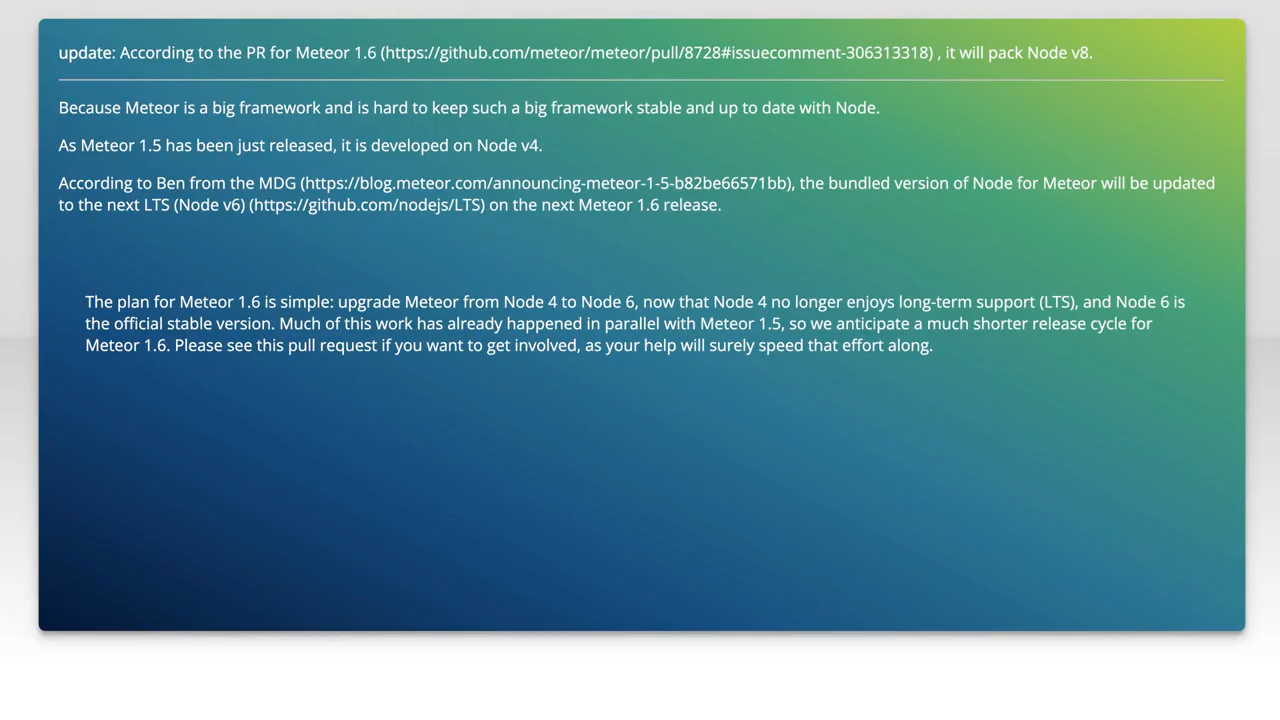 update: According to the PR for Meteor 1.6 (https://github.com/meteor/meteor/pull/8728#issuecomment-306313318) , it will pack Node v8.
Because Meteor is a big framework and is hard to keep such a big framework stable and up to date with Node.
As Meteor 1.5 has been just released, it is developed on Node v4.
According to Ben from the MDG (https://blog.meteor.com/announcing-meteor-1-5-b82be66571bb), the bundled version of Node for Meteor will be updated
to the next LTS (Node v6) (https://github.com/nodejs/LTS) on the next Meteor 1.6 release.
The plan for Meteor 1.6 is simple: upgrade Meteor from Node 4 to Node 6, now that Node 4 no longer enjoys long-term support (LTS), and Node 6 is
the official stable version. Much of this work has already happened in parallel with Meteor 1.5, so we anticipate a much shorter release cycle for
Meteor 1.6. Please see this pull request if you want to get involved, as your help will surely speed that effort along.